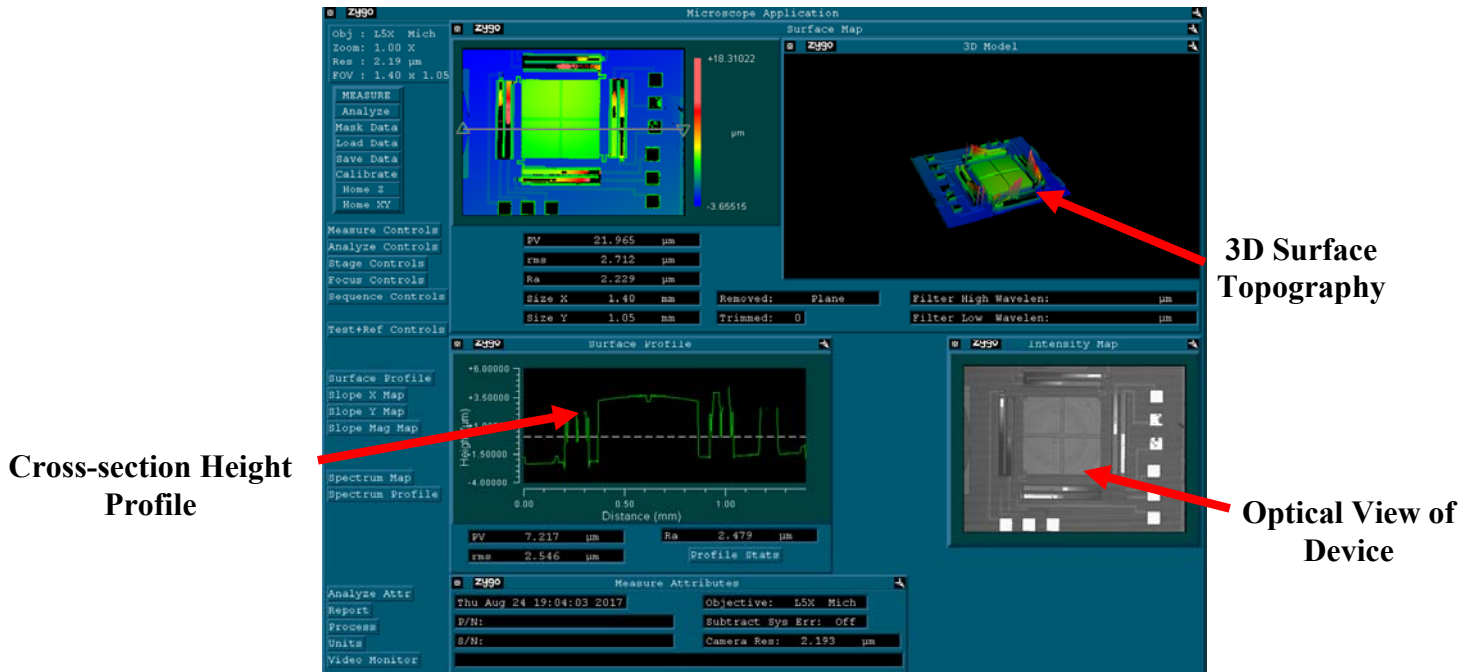 zygo Microscope Application
Obj : L5X Mich
Zoom: 1.00 X
Res : 2.19 µm
FOV : 1.40 x 1.05
MEASURE
Analyze
Mask Data
Load Data
Save Data
Calibrate
Home Z
Home XY
Measure Controls
Analyze Controls
Stage Controls
Focus Controls
Sequence Controls
Test+Ref Controls
Surface Profile
Slope X Map
Slope Y Map
Slope Mag Map
Spectrum Map
Spectrum Profile
Analyze Attr
Report
Process
Units
Video Monitor
zygo Surface Map
+18.31022
µm
-3.65515
zygo 3D Model
PV 21.965 µm
rms 2.712 µm
Ra 2.229 µm
Size X 1.40 mm
Size Y 1.05 mm
Removed: Plane
Trimmed: 0
Filter High Wavelen: µm
Filter Low Wavelen: µm
3D Surface
Topography
zygo Surface Profile
+6.00000
+3.50000
+1.00000
-1.50000
-4.00000
Height (µm)
0.00 0.50 1.00
Distance (mm)
PV 7.217 µm
rms 2.546 µm
Ra 2.479 µm
Profile Stats
Cross-section Height
Profile
zygo Intensity Map
Optical View of
Device
zygo Measure Attributes
Thu Aug 24 19:04:03 2017
P/N:
S/N:
Objective: L5X Mich
Subtract Sys Err: Off
Camera Res: 2.193 µm